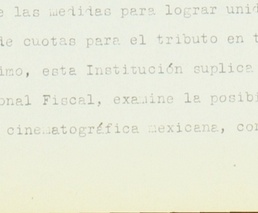 e las medidas para lograr unid
de cuotas para el tributo en t
imo, esta Institución suplica
onal Fiscal, examine la posibi
cinematográfica mexicana, con